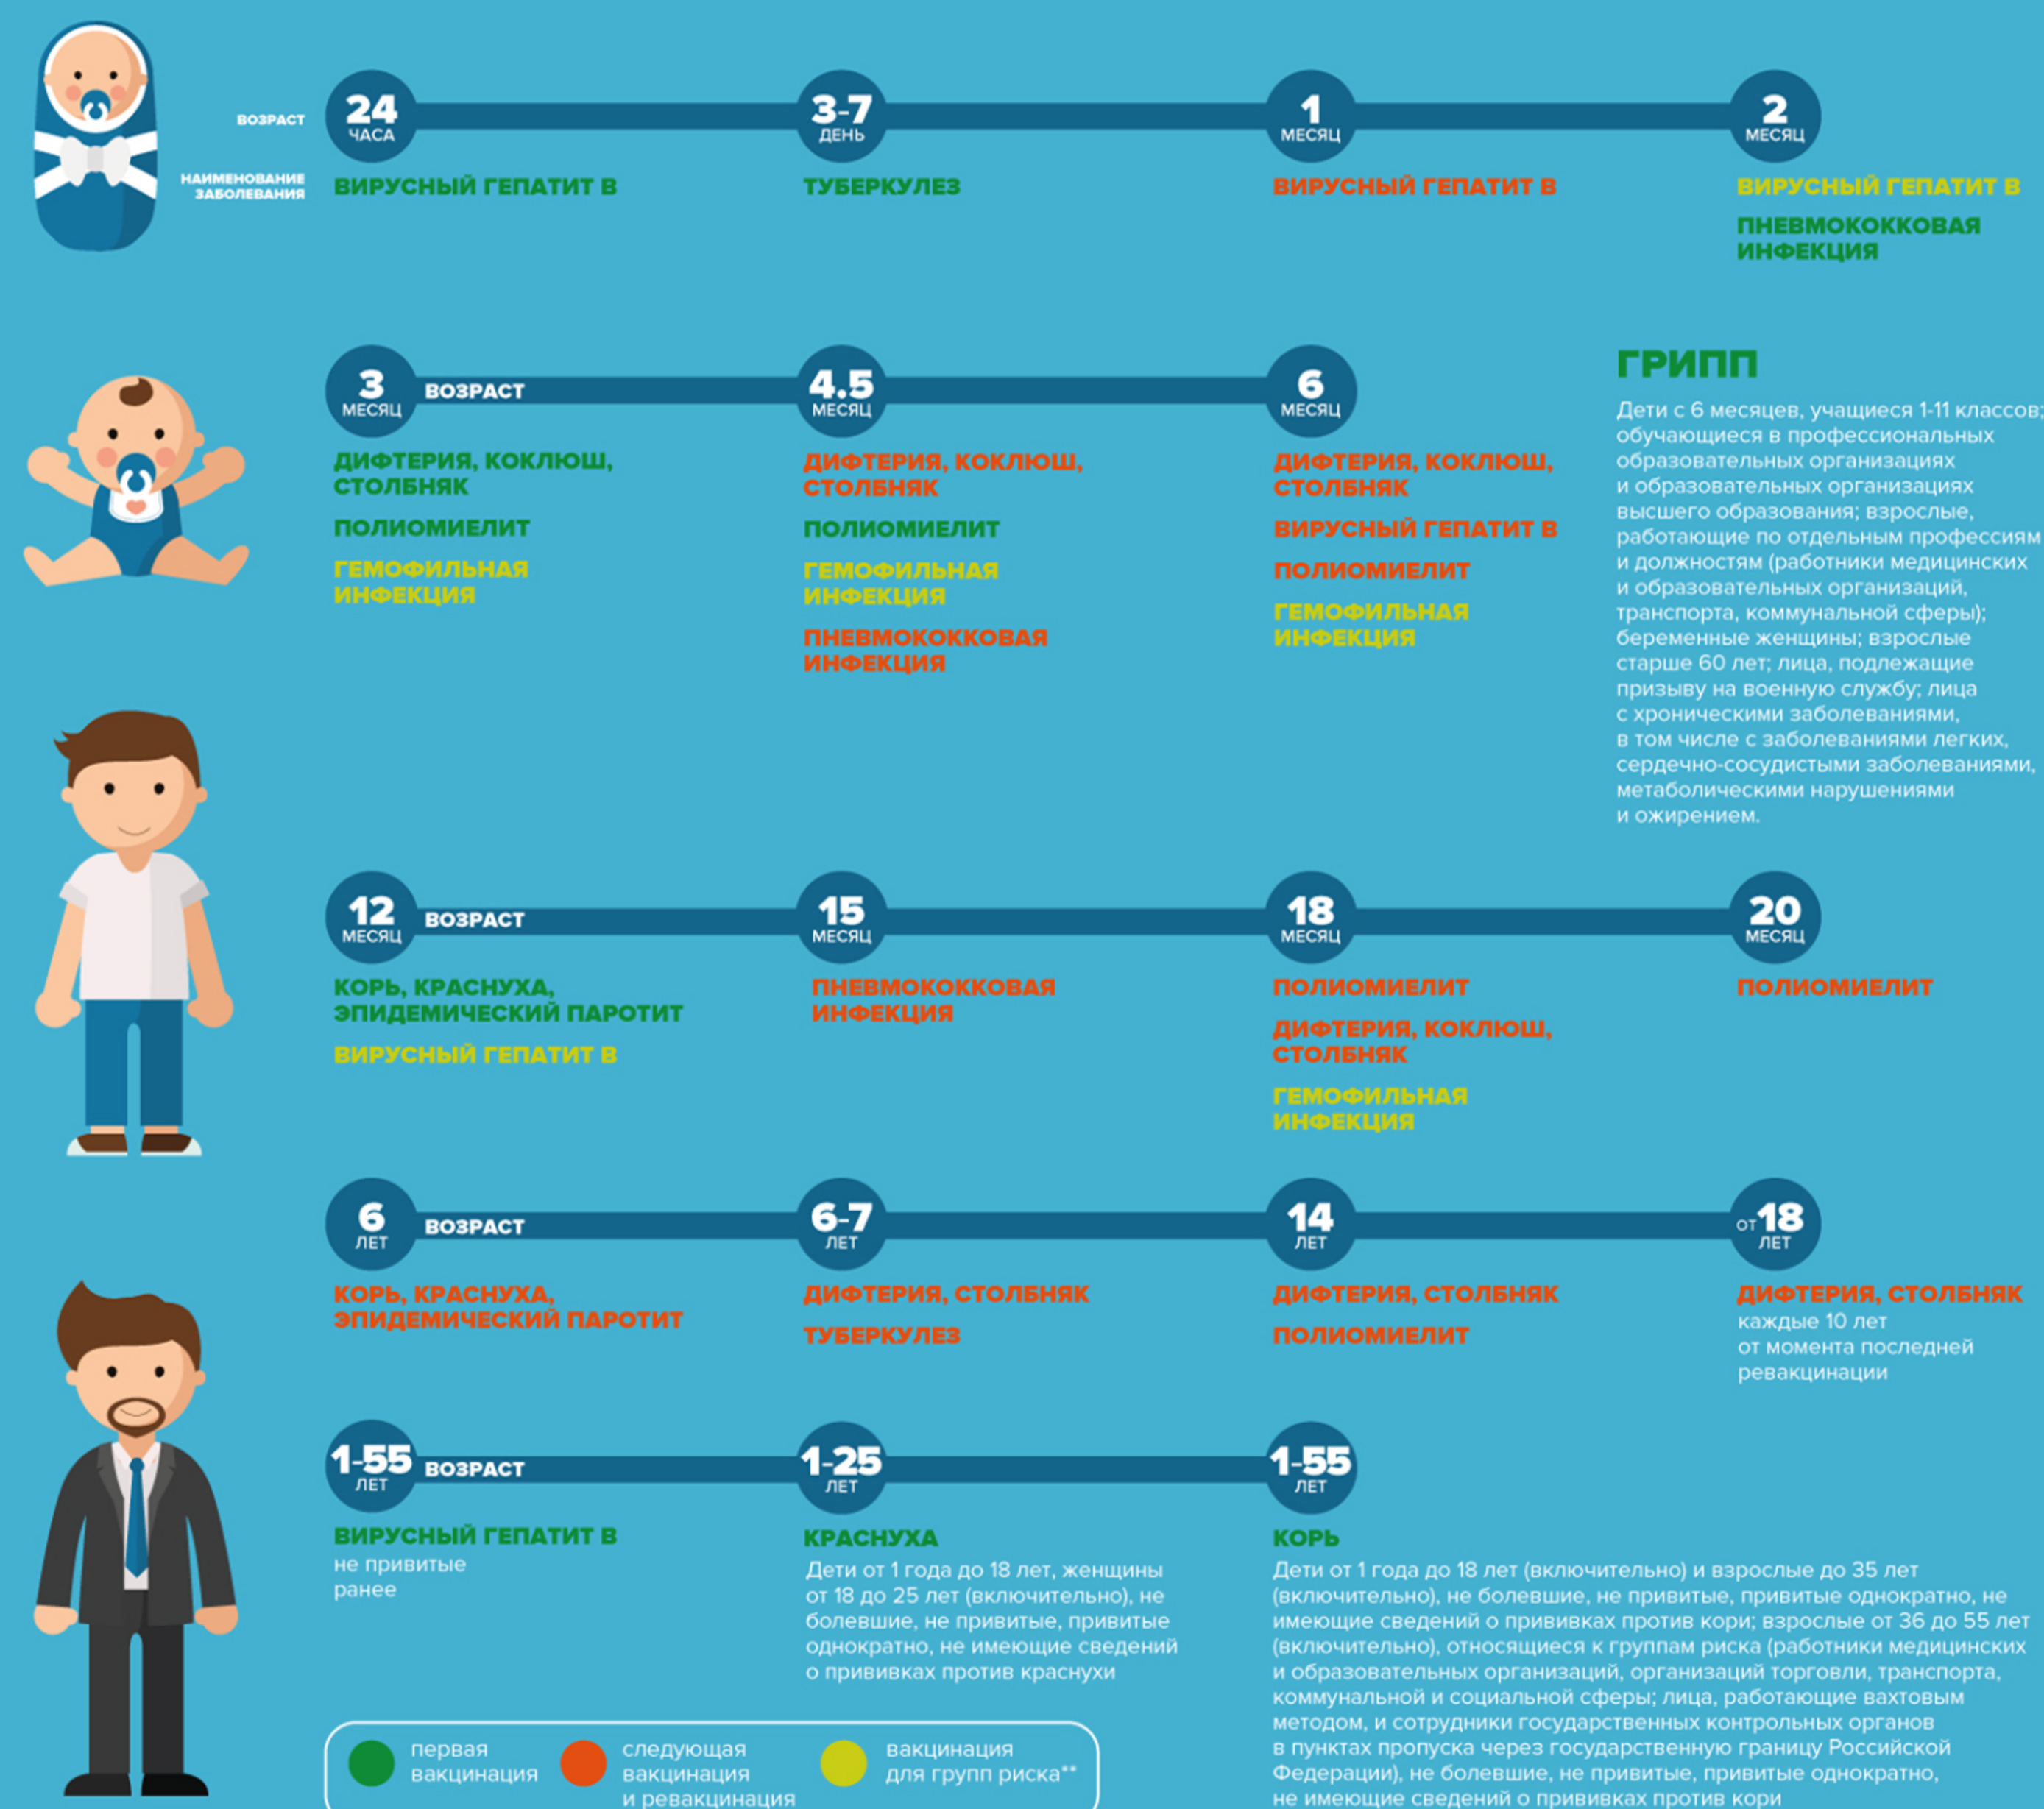 ВОЗРАСТ
24
ЧАСА
3-7
ДЕНЬ
1
МЕСЯЦ
2
МЕСЯЦ
НАИМЕНОВАНИЕ
ЗАБОЛЕВАНИЯ
ВИРУСНЫЙ ГЕПАТИТ В
ТУБЕРКУЛЕЗ
ВИРУСНЫЙ ГЕПАТИТ В
ВИРУСНЫЙ ГЕПАТИТ В
ПНЕВМОКОККОВАЯ
ИНФЕКЦИЯ
3
МЕСЯЦ
ВОЗРАСТ
4.5
МЕСЯЦ
6
МЕСЯЦ
ДИФТЕРИЯ, КОКЛЮШ,
СТОЛБНЯК
ПОЛИОМИЕЛИТ
ГЕМОФИЛЬНАЯ
ИНФЕКЦИЯ
ДИФТЕРИЯ, КОКЛЮШ,
СТОЛБНЯК
ПОЛИОМИЕЛИТ
ГЕМОФИЛЬНАЯ
ИНФЕКЦИЯ
ПНЕВМОКОККОВАЯ
ИНФЕКЦИЯ
ДИФТЕРИЯ, КОКЛЮШ,
СТОЛБНЯК
ВИРУСНЫЙ ГЕПАТИТ В
ПОЛИОМИЕЛИТ
ГЕМОФИЛЬНАЯ
ИНФЕКЦИЯ
ГРИПП
Дети с 6 месяцев, учащиеся 1-11 классов;
обучающиеся в профессиональных
образовательных организациях
и образовательных организациях
высшего образования; взрослые,
работающие по отдельным профессиям
и должностям (работники медицинских
и образовательных организаций,
транспорта, коммунальной сферы);
беременные женщины; взрослые
старше 60 лет; лица, подлежащие
призыву на военную службу; лица
с хроническими заболеваниями,
в том числе с заболеваниями легких,
сердечно-сосудистыми заболеваниями,
метаболическими нарушениями
и ожирением.
12
МЕСЯЦ
ВОЗРАСТ
15
МЕСЯЦ
18
МЕСЯЦ
20
МЕСЯЦ
КОРЬ, КРАСНУХА,
ЭПИДЕМИЧЕСКИЙ ПАРОТИТ
ВИРУСНЫЙ ГЕПАТИТ В
ПНЕВМОКОККОВАЯ
ИНФЕКЦИЯ
ПОЛИОМИЕЛИТ
ДИФТЕРИЯ, КОКЛЮШ,
СТОЛБНЯК
ГЕМОФИЛЬНАЯ
ИНФЕКЦИЯ
ПОЛИОМИЕЛИТ
6
ЛЕТ
ВОЗРАСТ
6-7
ЛЕТ
14
ЛЕТ
от 18
ЛЕТ
КОРЬ, КРАСНУХА,
ЭПИДЕМИЧЕСКИЙ ПАРОТИТ
ДИФТЕРИЯ, СТОЛБНЯК
ТУБЕРКУЛЕЗ
ДИФТЕРИЯ, СТОЛБНЯК
ПОЛИОМИЕЛИТ
ДИФТЕРИЯ, СТОЛБНЯК
каждые 10 лет
от момента последней
ревакцинации
1-55
ЛЕТ
ВОЗРАСТ
1-25
ЛЕТ
1-55
ЛЕТ
ВИРУСНЫЙ ГЕПАТИТ В
не привитые
ранее
КРАСНУХА
Дети от 1 года до 18 лет, женщины
от 18 до 25 лет (включительно), не
болевшие, не привитые, привитые
однократно, не имеющие сведений
о прививках против краснухи
КОРЬ
Дети от 1 года до 18 лет (включительно) и взрослые до 35 лет
(включительно), не болевшие, не привитые, привитые однократно, не
имеющие сведений о прививках против кори; взрослые от 36 до 55 лет
(включительно), относящиеся к группам риска (работники медицинских
и образовательных организаций, организаций торговли, транспорта,
коммунальной и социальной сферы; лица, работающие вахтовым
методом, и сотрудники государственных контрольных органов
в пунктах пропуска через государственную границу Российской
Федерации), не болевшие, не привитые, привитые однократно,
не имеющие сведений о прививках против кори
первая
вакцинация
следующая
вакцинация
и ревакцинация
вакцинация
для групп риска**